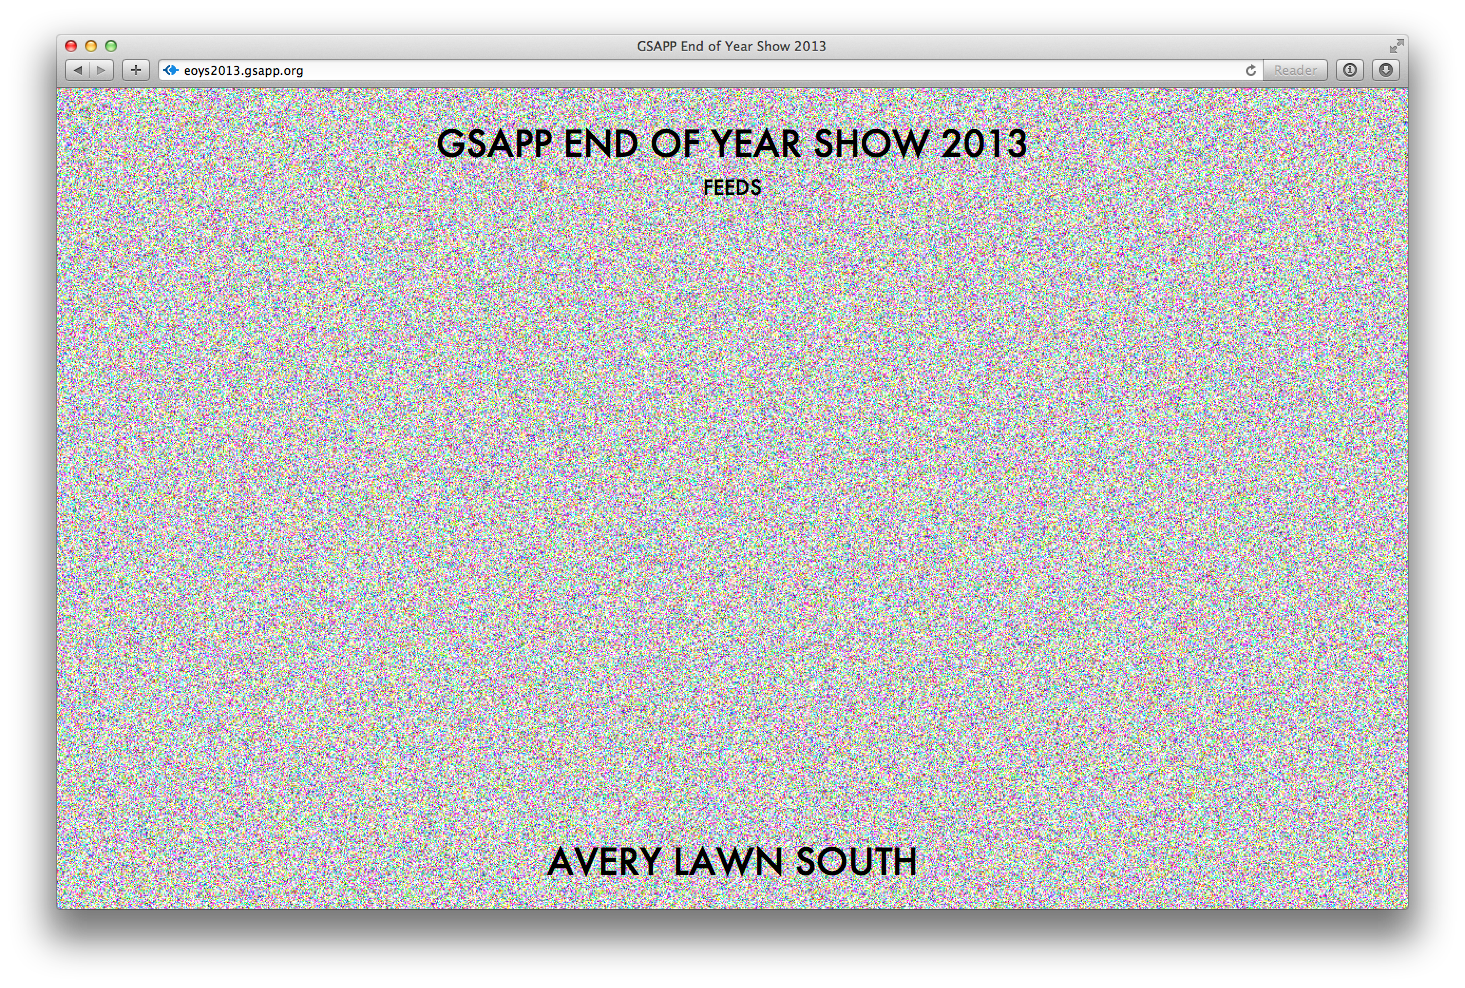 GSAPP End of Year Show 2013
eoys2013.gsapp.org
Reader
GSAPP END OF YEAR SHOW 2013
FEEDS
AVERY LAWN SOUTH